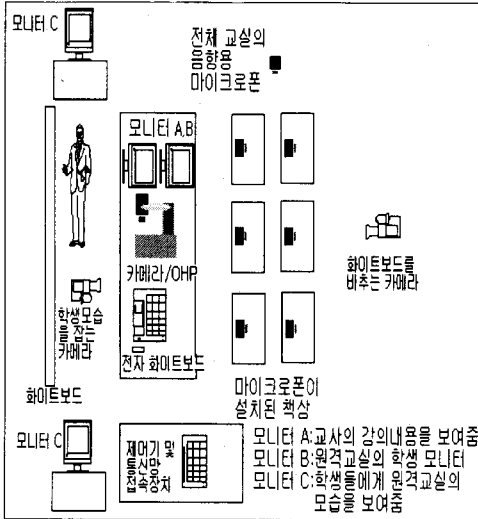 모니터 C
전체 교실의
음향용
마이크로폰
모니터 A,B
카메라/OHP
학생모습
을 잡는
카메라
전자 화이트보드
화이트보드를
비추는 카메라
화이트보드
마이크로폰이
설치된 책상
모니터 C
제어기 및
통신망
접속장치
모니터 A:교사의 강의내용을 보여줌
모니터 B:원격교실의 학생 모니터
모니터 C:학생들에게 원격교실의
모습을 보여줌